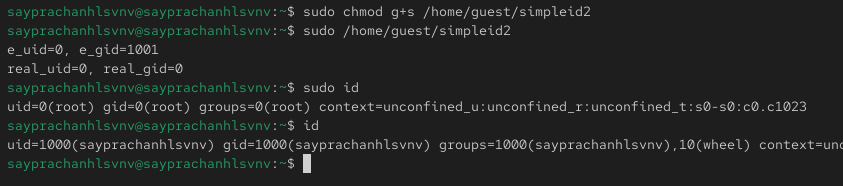 sayprachanhlsvnv@sayprachanhlsvnv:~$ sudo chmod g+s /home/guest/simpleid2
sayprachanhlsvnv@sayprachanhlsvnv:~$ sudo /home/guest/simpleid2
e_uid=0, e_gid=1001
real_uid=0, real_gid=0
sayprachanhlsvnv@sayprachanhlsvnv:~$ sudo id
uid=0(root) gid=0(root) groups=0(root) context=unconfined_u:unconfined_r:unconfined_t:s0-s0:c0.c1023
sayprachanhlsvnv@sayprachanhlsvnv:~$ id
uid=1000(sayprachanhlsvnv) gid=1000(sayprachanhlsvnv) groups=1000(sayprachanhlsvnv),10(wheel) context=unc
sayprachanhlsvnv@sayprachanhlsvnv:~$